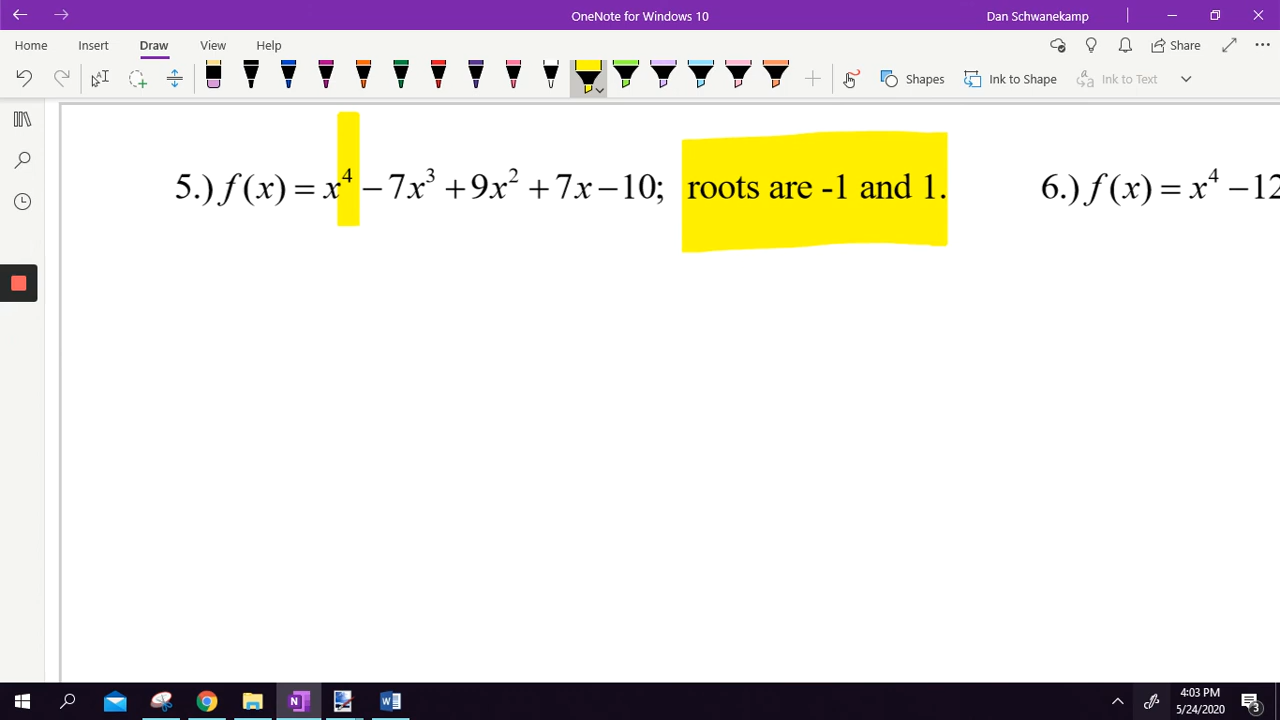 OneNote for Windows 10
Dan Schwanekamp
Home Insert Draw View Help
Share
Shapes Ink to Shape Ink to Text
5.) f(x) = x⁴ − 7x³ + 9x² + 7x − 10; roots are -1 and 1.
6.) f(x) = x⁴ − 12
4:03 PM
5/24/2020
3